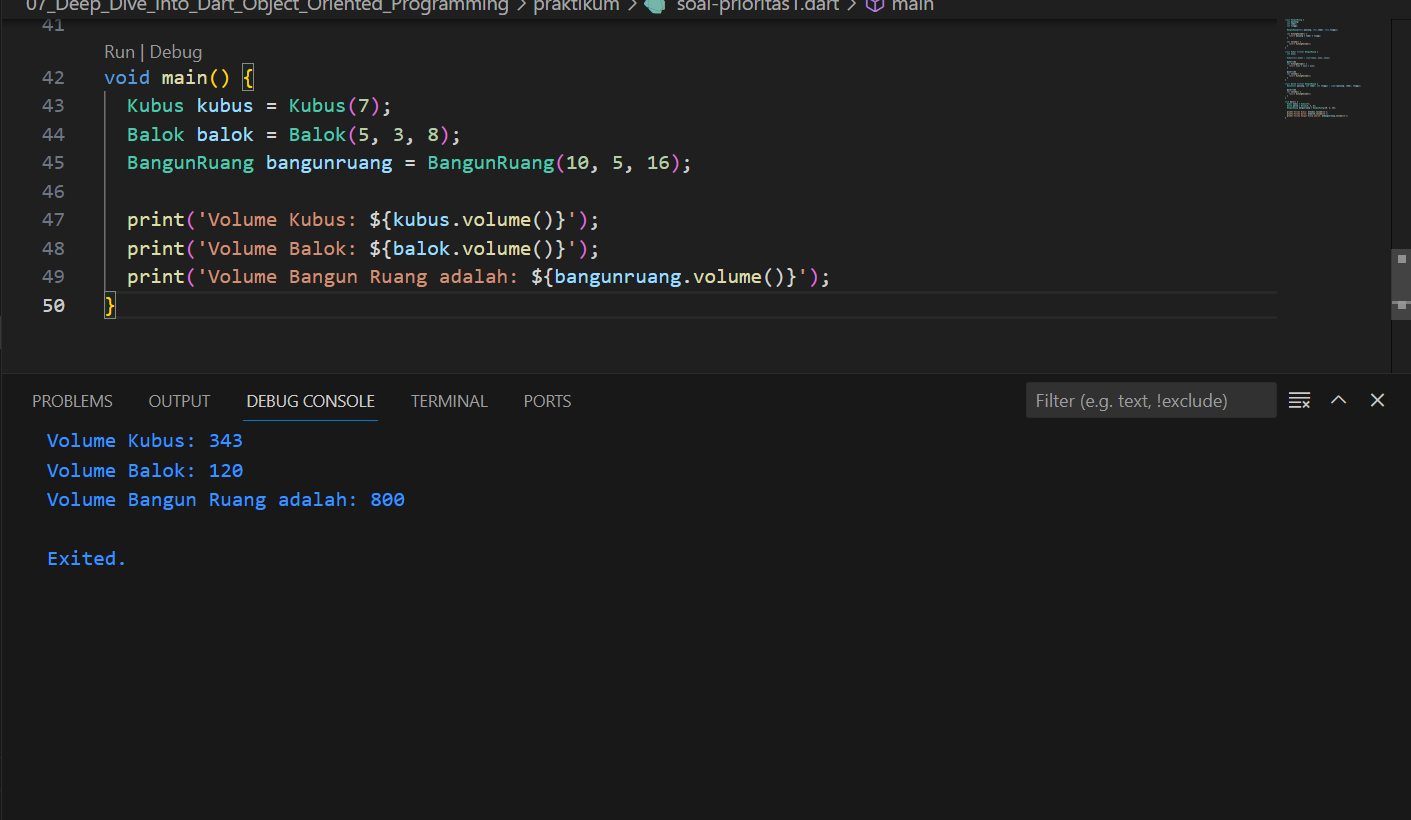 07_Deep_Dive_Into_Dart_Object_Oriented_Programming > praktikum > soal-prioritas1.dart > main
41
Run | Debug
42 void main() {
43 Kubus kubus = Kubus(7);
44 Balok balok = Balok(5, 3, 8);
45 BangunRuang bangunruang = BangunRuang(10, 5, 16);
46
47 print('Volume Kubus: ${kubus.volume()}');
48 print('Volume Balok: ${balok.volume()}');
49 print('Volume Bangun Ruang adalah: ${bangunruang.volume()}');
50 }
PROBLEMS OUTPUT DEBUG CONSOLE TERMINAL PORTS Filter (e.g. text, !exclude)
Volume Kubus: 343
Volume Balok: 120
Volume Bangun Ruang adalah: 800
Exited.